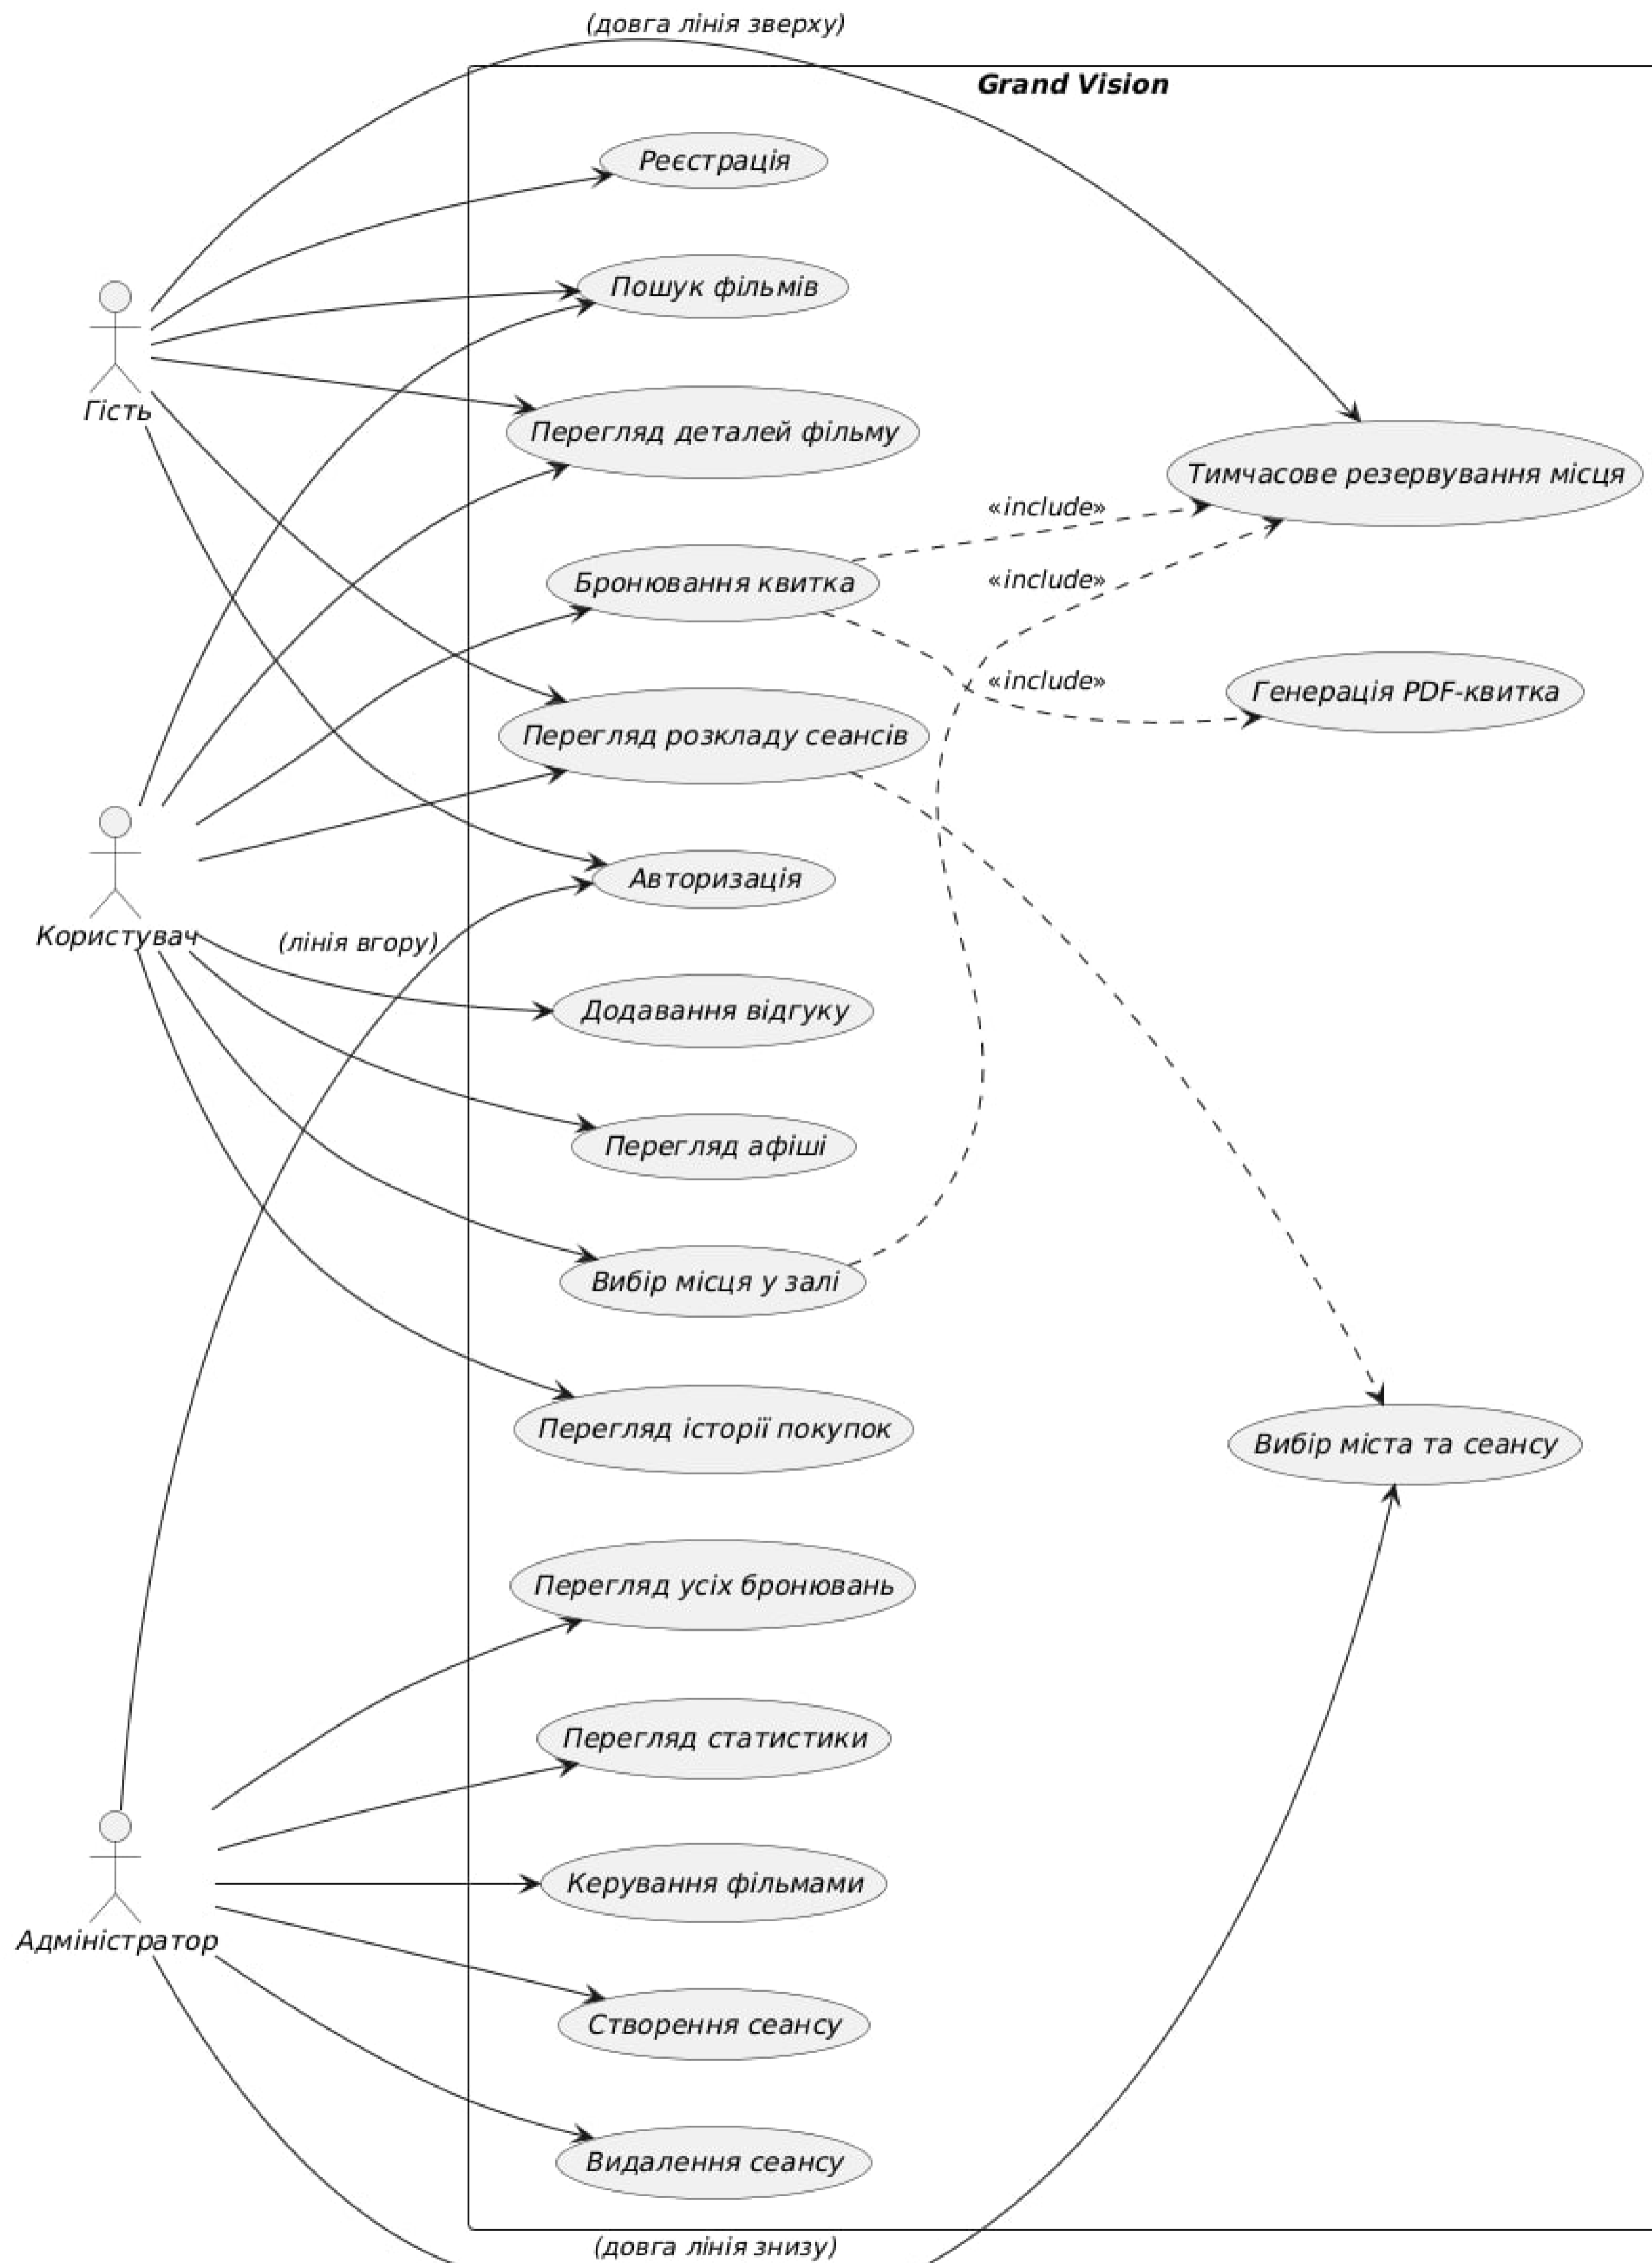 (довга лінія зверху)
Grand Vision
Реєстрація
Пошук фільмів
Гість
Перегляд деталей фільму
Тимчасове резервування місця
«include»
Бронювання квитка
«include»
«include»
Генерація PDF-квитка
Перегляд розкладу сеансів
Авторизація
Користувач
(лінія вгору)
Додавання відгуку
Перегляд афіші
Вибір місця у залі
Перегляд історії покупок
Вибір міста та сеансу
Перегляд усіх бронювань
Перегляд статистики
Керування фільмами
Адміністратор
Створення сеансу
Видалення сеансу
(довга лінія знизу)